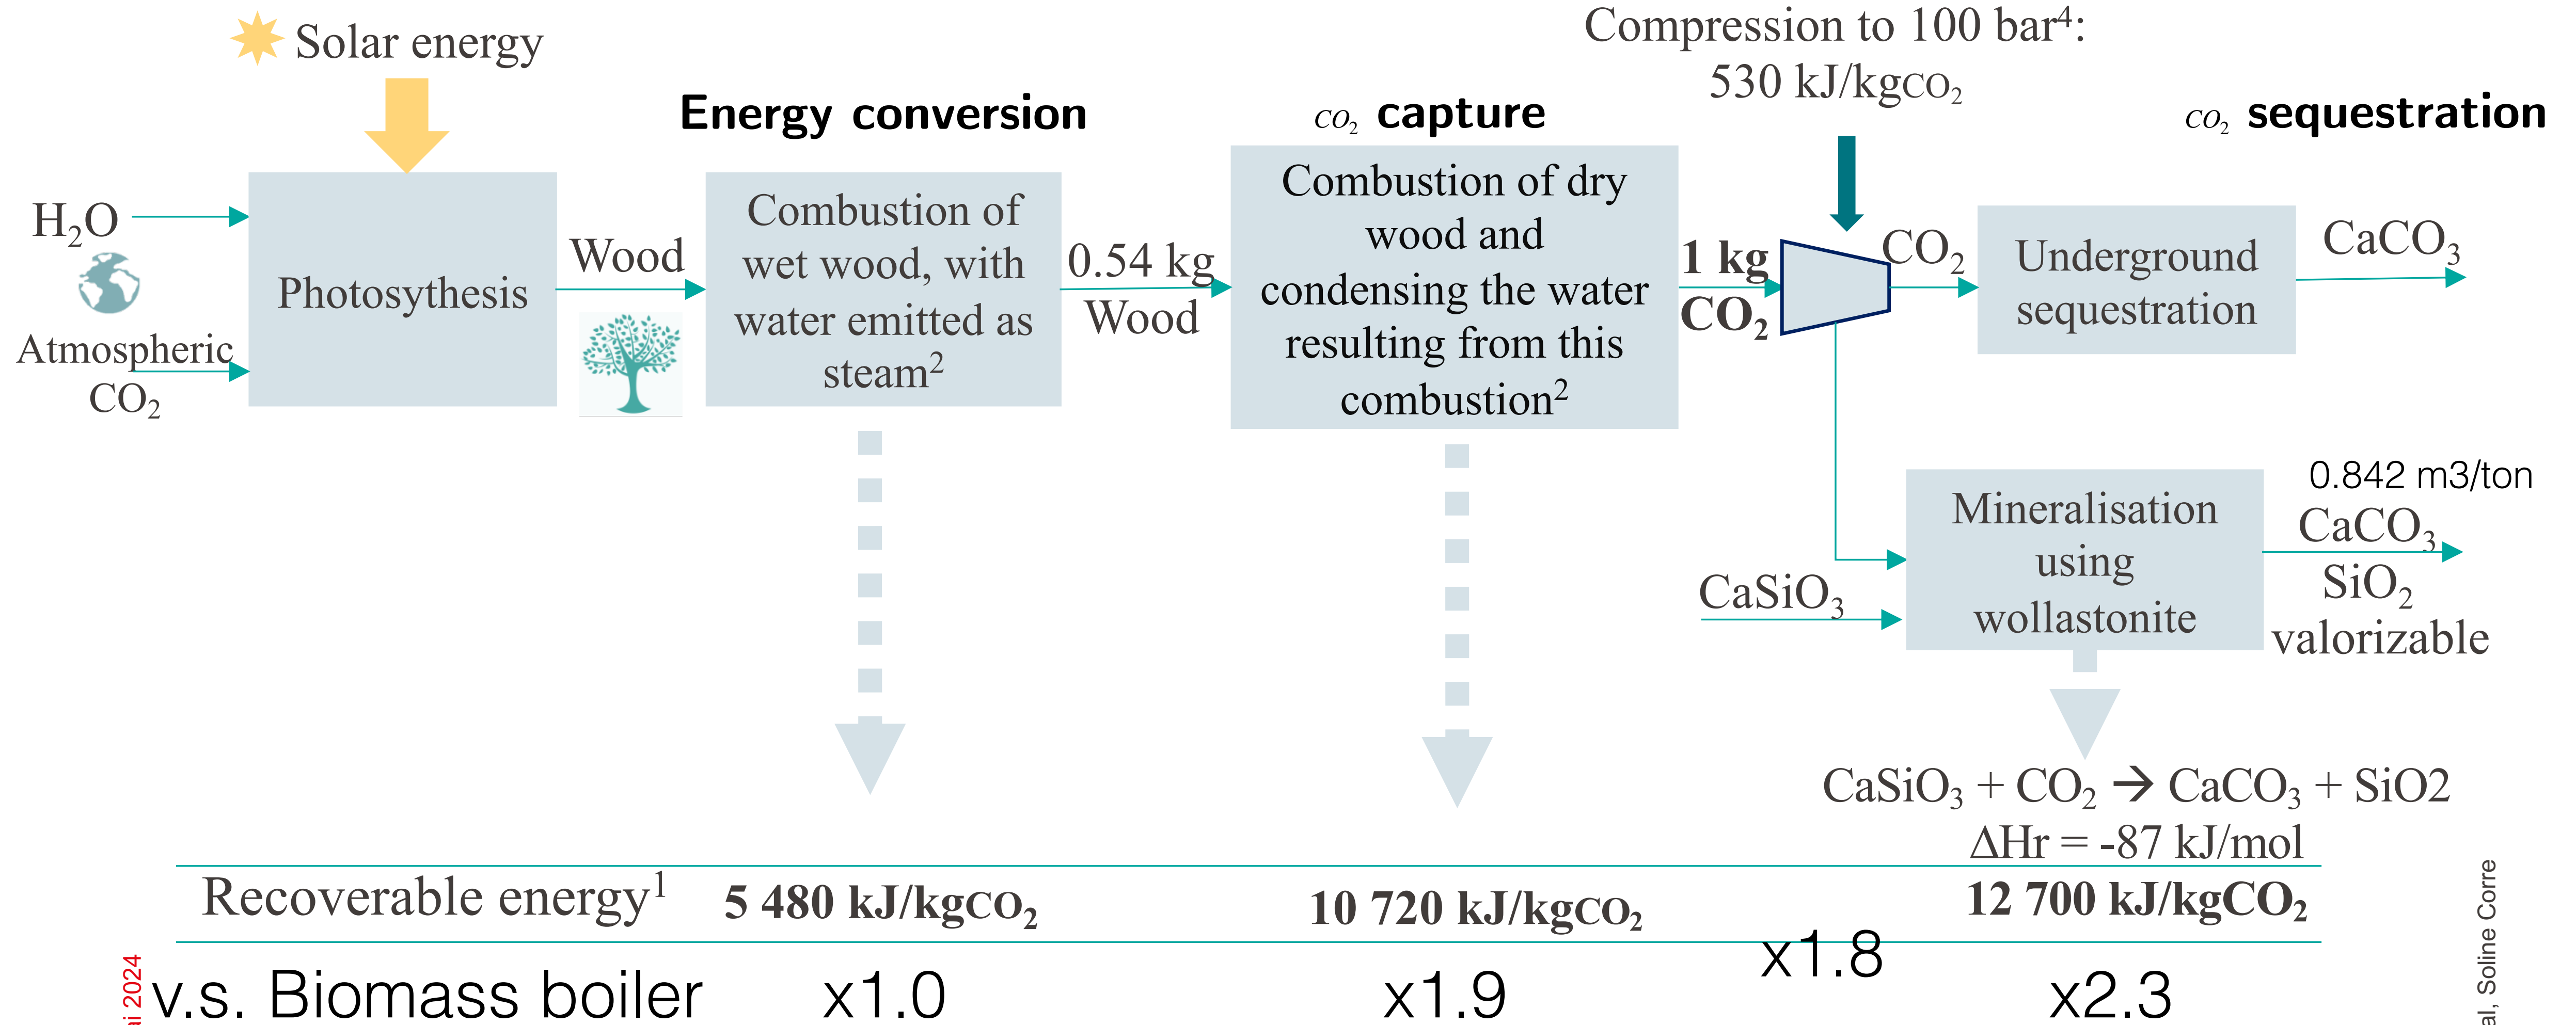 Solar energy
Compression to 100 bar⁴:
530 kJ/kgCO₂
Energy conversion
CO₂ capture
CO₂ sequestration
H₂O
Atmospheric
CO₂
Photosythesis
Wood
Combustion of
wet wood, with
water emitted as
steam²
0.54 kg
Wood
Combustion of dry
wood and
condensing the water
resulting from this
combustion²
1 kg
CO₂
CO₂
Underground
sequestration
CaCO₃
CaSiO₃
Mineralisation
using
wollastonite
0.842 m3/ton
CaCO₃
SiO₂
valorizable
CaSiO₃ + CO₂ → CaCO₃ + SiO2
ΔHr = -87 kJ/mol
Recoverable energy¹
5 480 kJ/kgCO₂
10 720 kJ/kgCO₂
12 700 kJ/kgCO₂
v.s. Biomass boiler
x1.0
x1.9
x1.8
x2.3
2024
Soline Corre